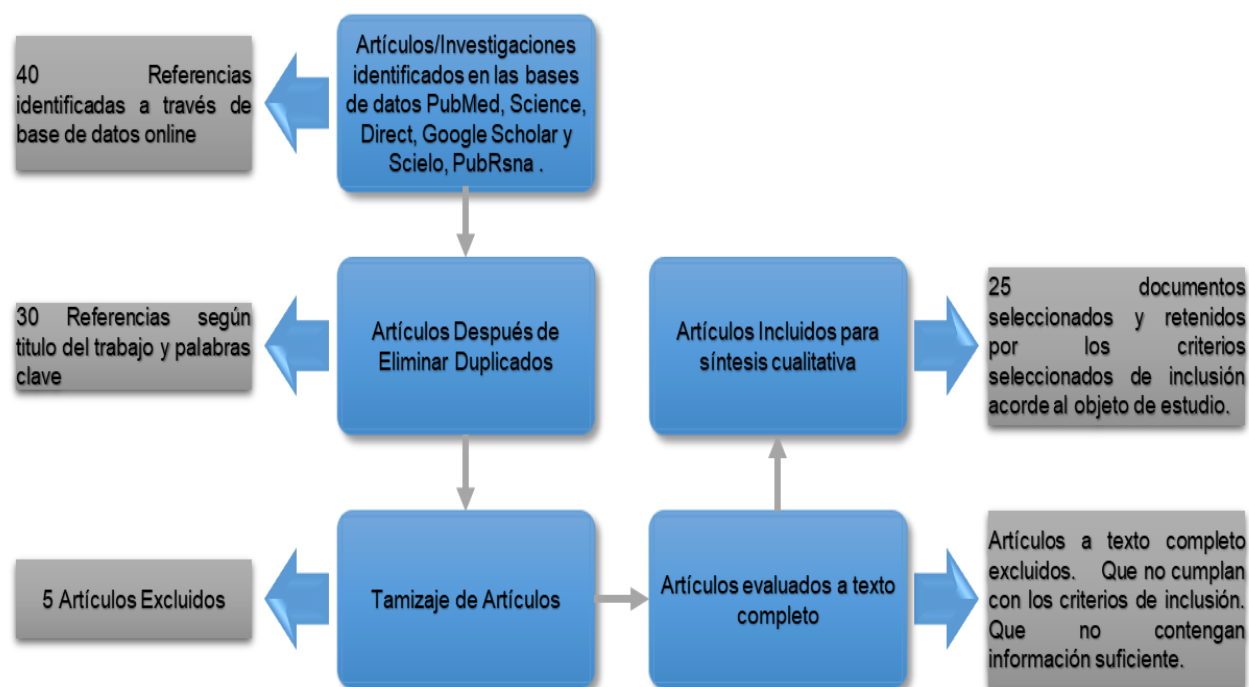 40 Referencias
identificadas a través de
base de datos online
Artículos/Investigaciones
identificados en las bases
de datos PubMed, Science,
Direct, Google Scholar y
Scielo, PubRsna .
30 Referencias según
titulo del trabajo y palabras
clave
Artículos Después de
Eliminar Duplicados
Artículos Incluidos para
síntesis cualitativa
25 documentos
seleccionados y retenidos
por los criterios
seleccionados de inclusión
acorde al objeto de estudio.
5 Artículos Excluidos
Tamizaje de Artículos
Artículos evaluados a texto
completo
Artículos a texto completo
excluidos. Que no cumplan
con los criterios de inclusión.
Que no contengan
información suficiente.